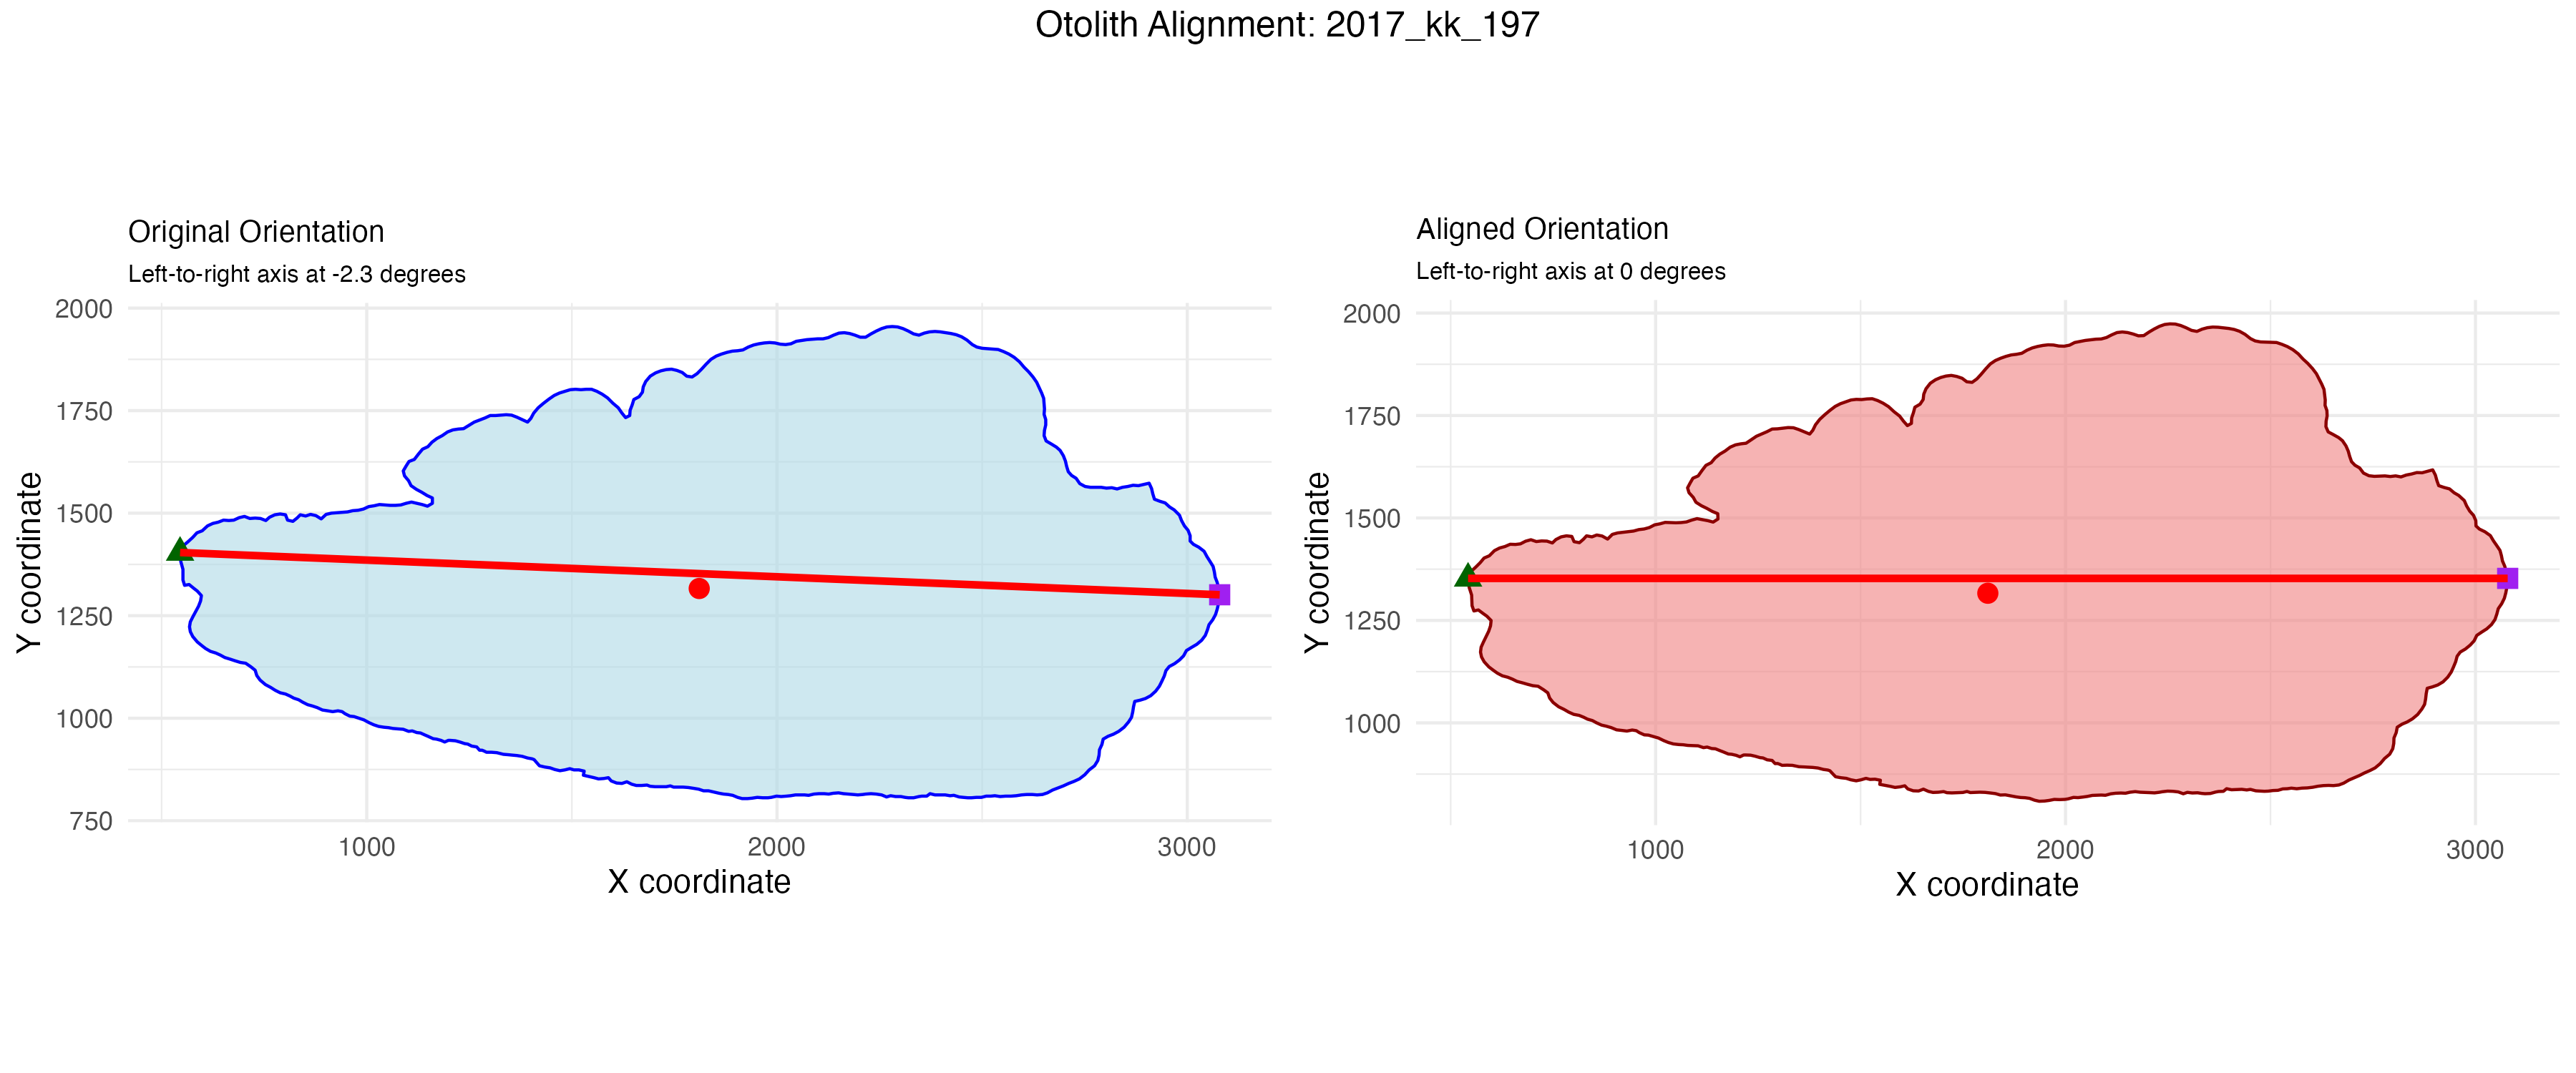 Otolith Alignment: 2017_kk_197
Original Orientation
Left-to-right axis at -2.3 degrees
2000
1750
1500
1250
1000
750
Y coordinate
1000 2000 3000
X coordinate
Aligned Orientation
Left-to-right axis at 0 degrees
2000
1750
1500
1250
1000
Y coordinate
1000 2000 3000
X coordinate